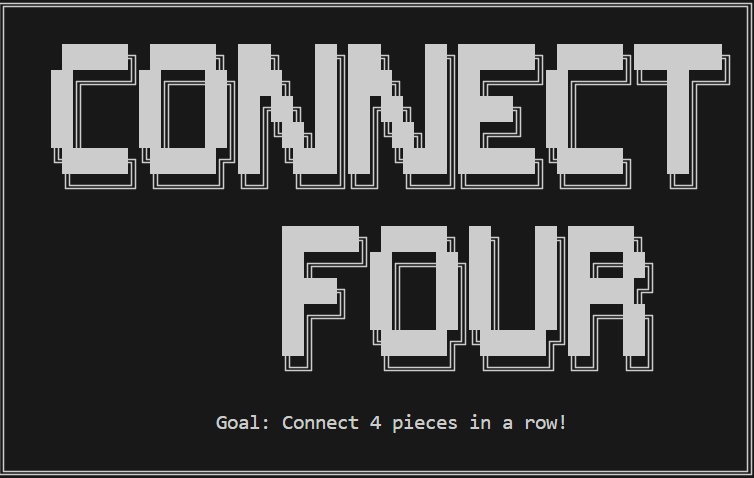 CONNECT
FOUR
Goal: Connect 4 pieces in a row!